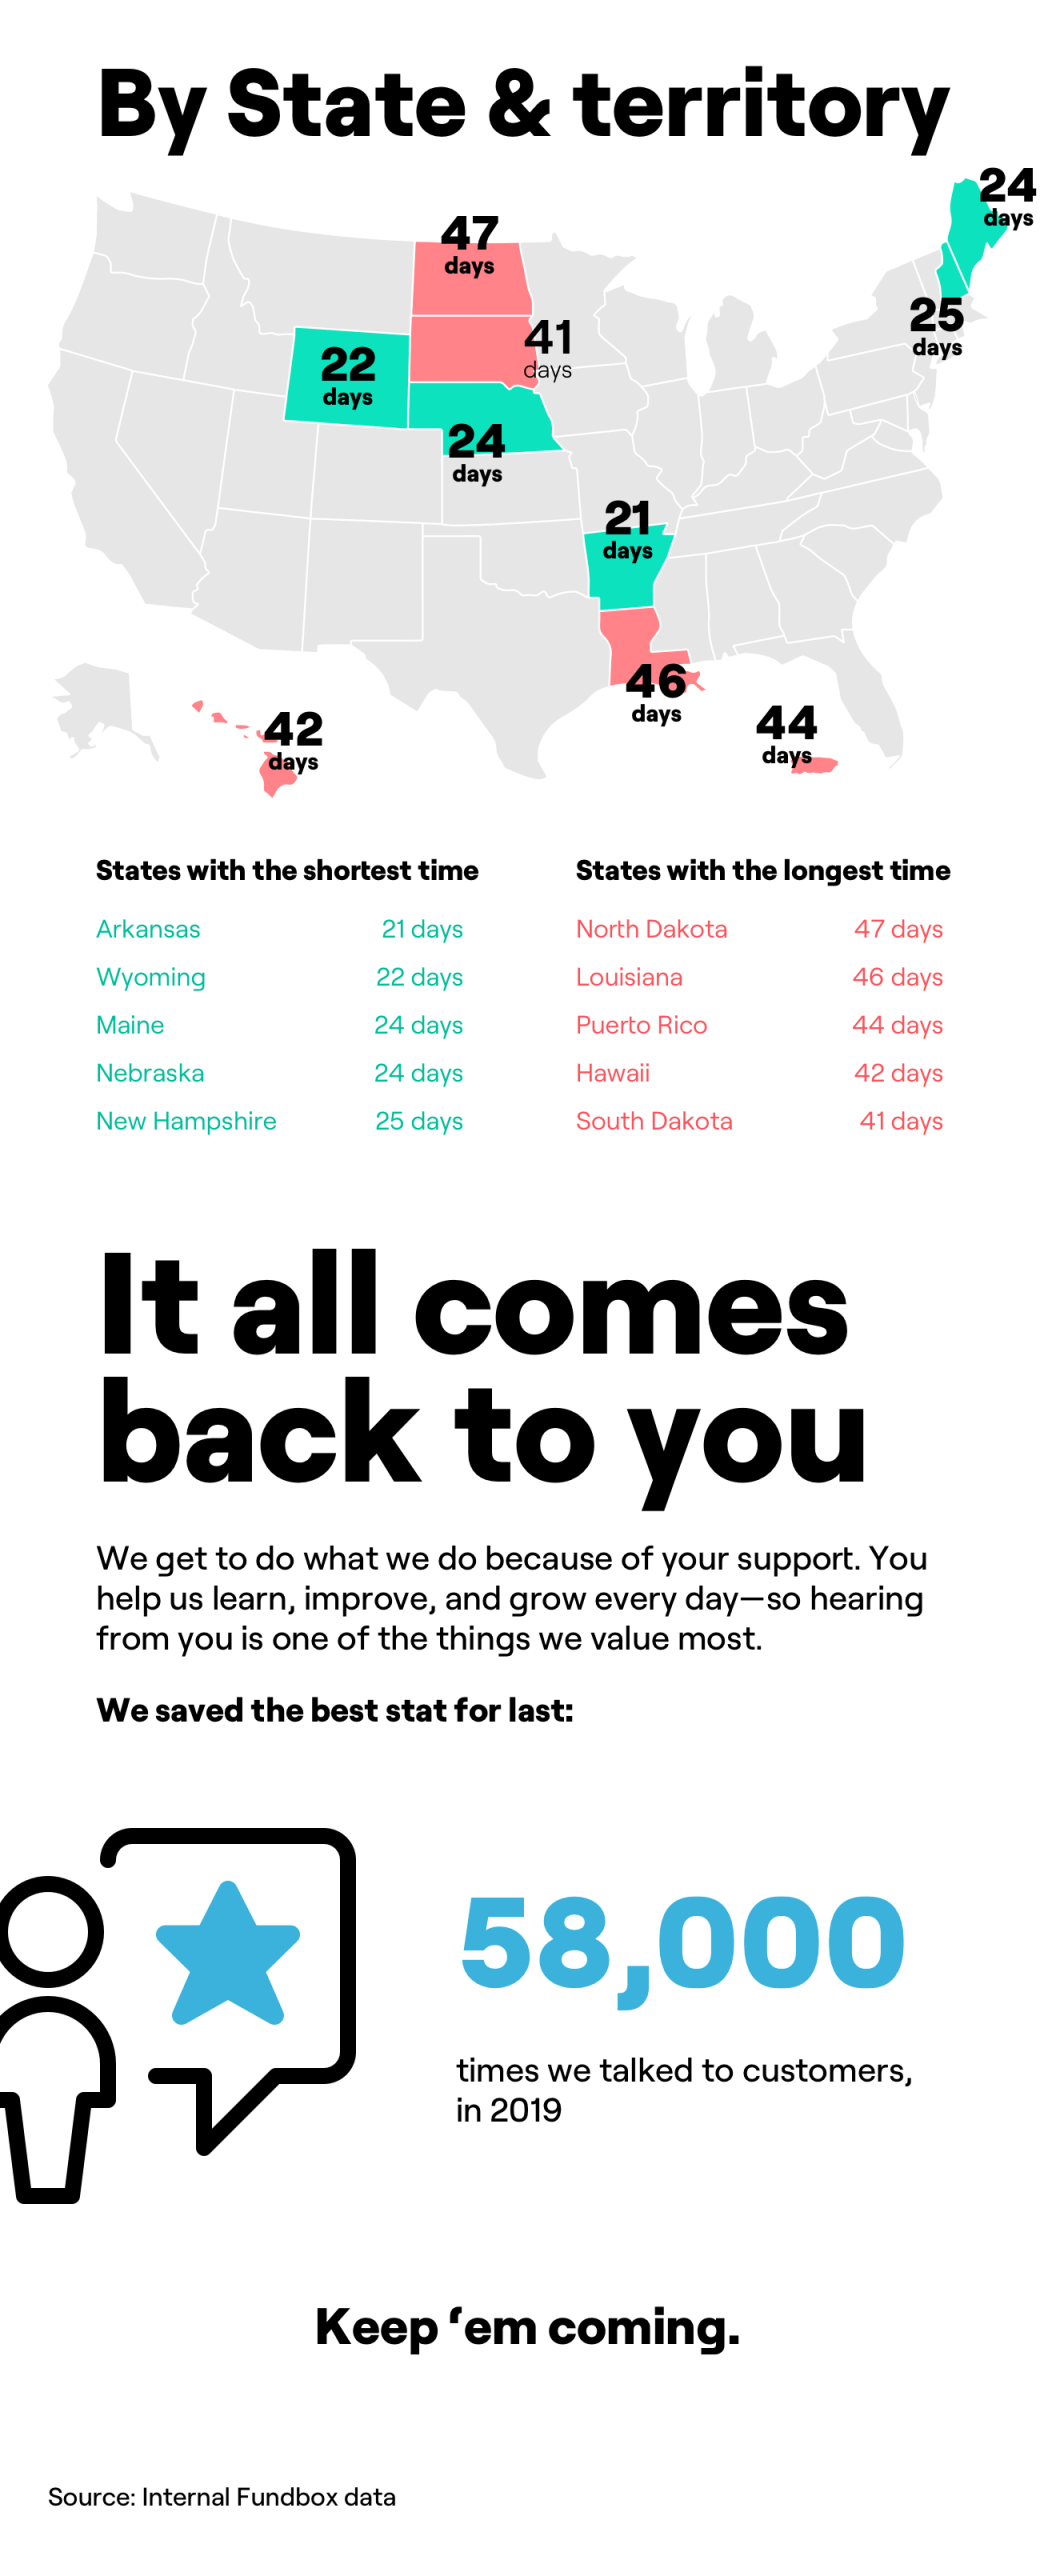 By State & territory
24
days
47
days
25
days
41
days
22
days
24
days
21
days
46
days
44
days
42
days
States with the shortest time
Arkansas 21 days
Wyoming 22 days
Maine 24 days
Nebraska 24 days
New Hampshire 25 days
States with the longest time
North Dakota 47 days
Louisiana 46 days
Puerto Rico 44 days
Hawaii 42 days
South Dakota 41 days
It all comes
back to you
We get to do what we do because of your support. You
help us learn, improve, and grow every day—so hearing
from you is one of the things we value most.
We saved the best stat for last:
58,000
times we talked to customers,
in 2019
Keep ‘em coming.
Source: Internal Fundbox data